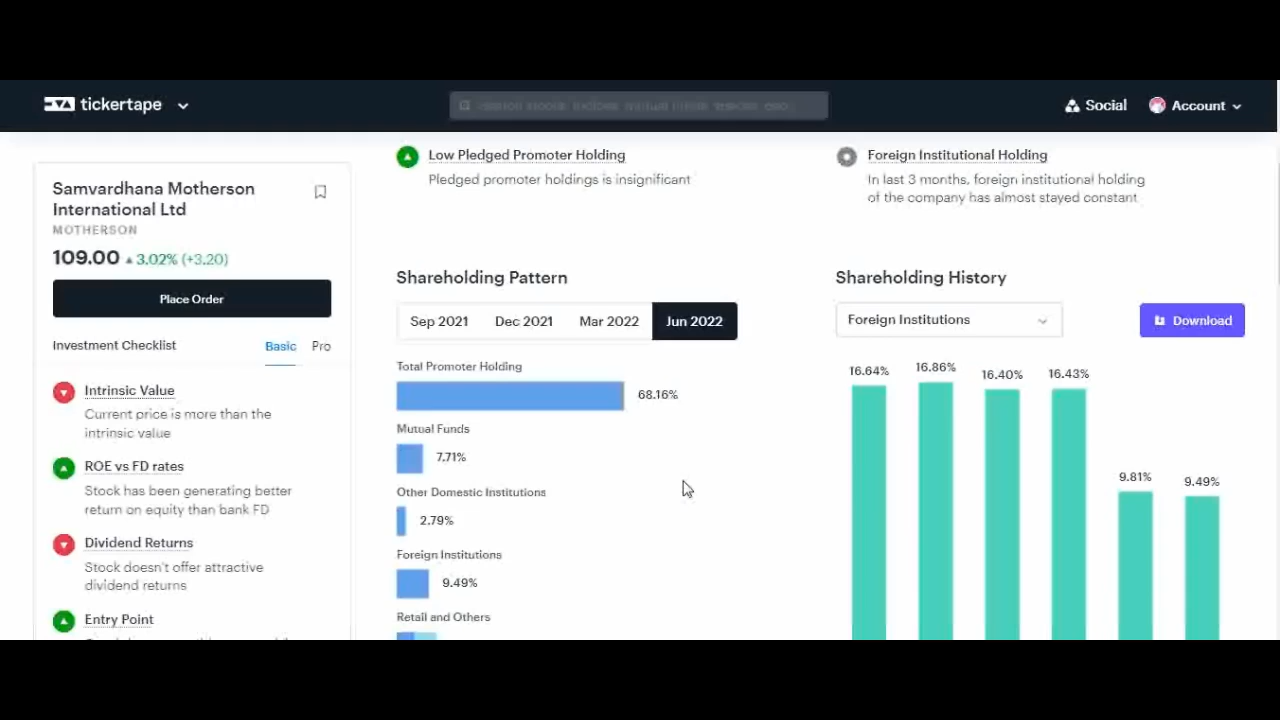 tickertape
Social
Account
Samvardhana Motherson
International Ltd
MOTHERSON
109.00 3.02% (+3.20)
Place Order
Investment Checklist
Basic
Pro
Intrinsic Value
Current price is more than the
intrinsic value
ROE vs FD rates
Stock has been generating better
return on equity than bank FD
Dividend Returns
Stock doesn't offer attractive
dividend returns
Entry Point
Low Pledged Promoter Holding
Pledged promoter holdings is insignificant
Foreign Institutional Holding
In last 3 months, foreign institutional holding
of the company has almost stayed constant
Shareholding Pattern
Sep 2021 Dec 2021 Mar 2022 Jun 2022
Total Promoter Holding
68.16%
Mutual Funds
7.71%
Other Domestic Institutions
2.79%
Foreign Institutions
9.49%
Retail and Others
Shareholding History
Foreign Institutions
Download
16.64% 16.86% 16.40% 16.43% 9.81% 9.49%